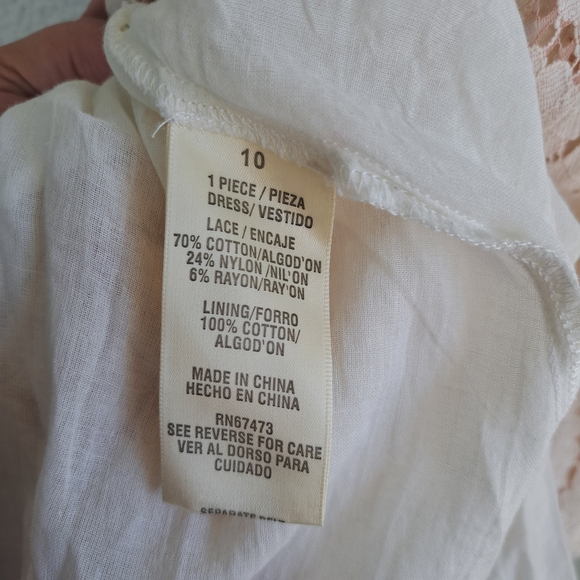 10
1 PIECE / PIEZA
DRESS/ VESTIDO
LACE / ENCAJE
70% COTTON/ALGOD'ON
24% NYLON /NIL'ON
6% RAYON/RAY'ON
LINING/FORRO
100% COTTON/
ALGOD'ON
MADE IN CHINA
HECHO EN CHINA
RN67473
SEE REVERSE FOR CARE
VER AL DORSO PARA
CUIDADO
SEPARATE BELT